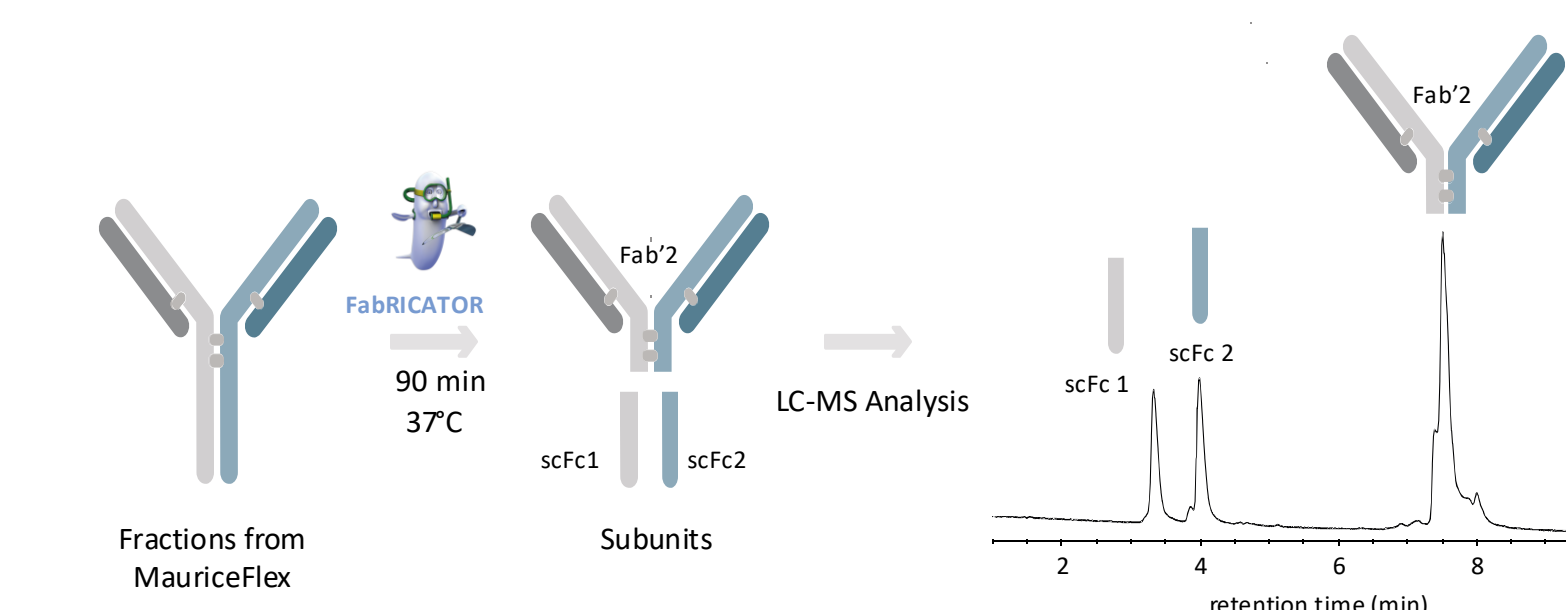 Fab’2
Fab’2
FabRICATOR
90 min
37°C
LC-MS Analysis
scFc 2
scFc 1
scFc1
scFc2
Fractions from
MauriceFlex
Subunits
2
4
6
8
retention time (min)